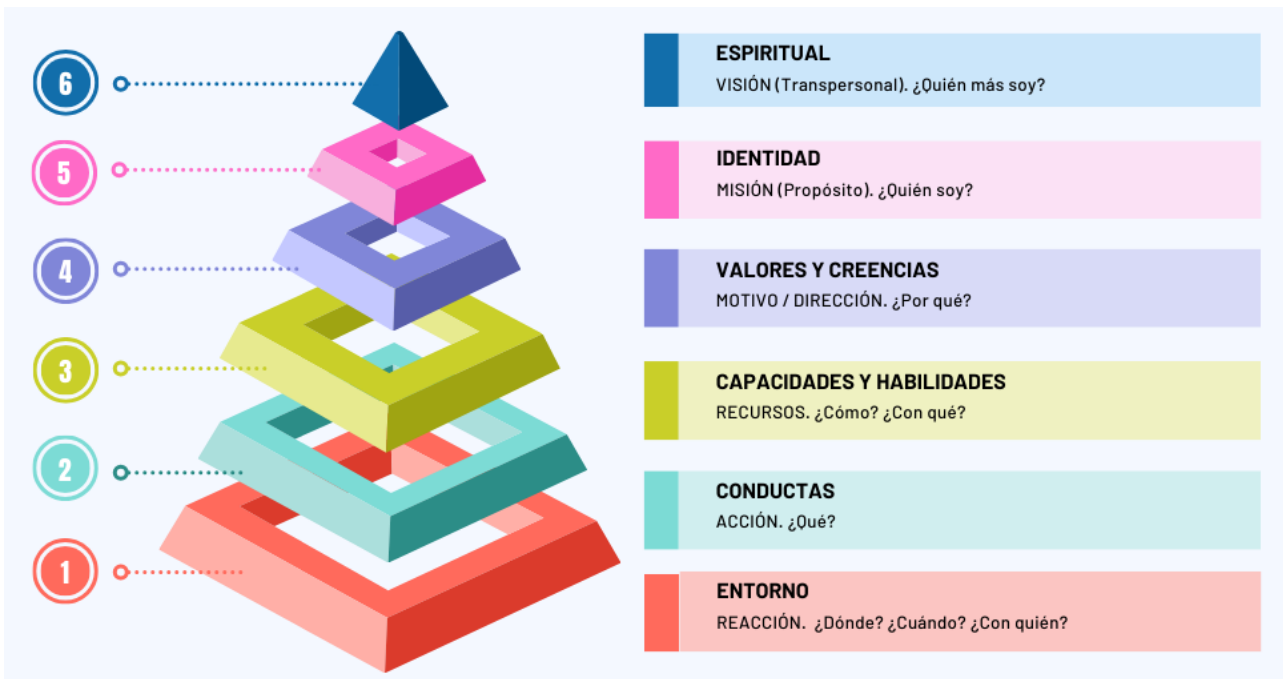 6
ESPIRITUAL
VISIÓN (Transpersonal). ¿Quién más soy?
5
IDENTIDAD
MISIÓN (Propósito). ¿Quién soy?
4
VALORES Y CREENCIAS
MOTIVO / DIRECCIÓN. ¿Por qué?
3
CAPACIDADES Y HABILIDADES
RECURSOS. ¿Cómo? ¿Con qué?
2
CONDUCTAS
ACCIÓN. ¿Qué?
1
ENTORNO
REACCIÓN. ¿Dónde? ¿Cuándo? ¿Con quién?